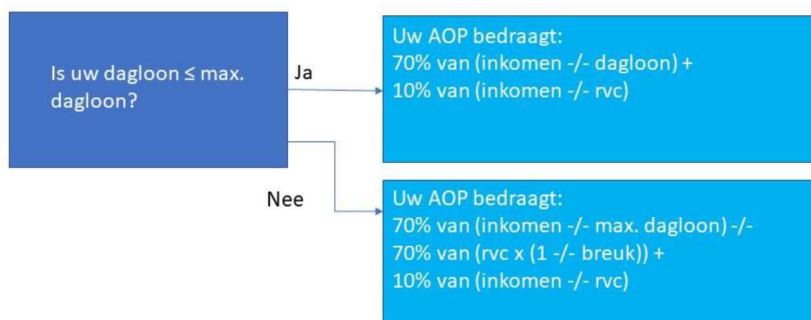 Is uw dagloon ≤ max.
dagloon?
Ja
Uw AOP bedraagt:
70% van (inkomen -/- dagloon) +
10% van (inkomen -/- rvc)
Nee
Uw AOP bedraagt:
70% van (inkomen -/- max. dagloon) -/-
70% van (rvc x (1 -/- breuk)) +
10% van (inkomen -/- rvc)